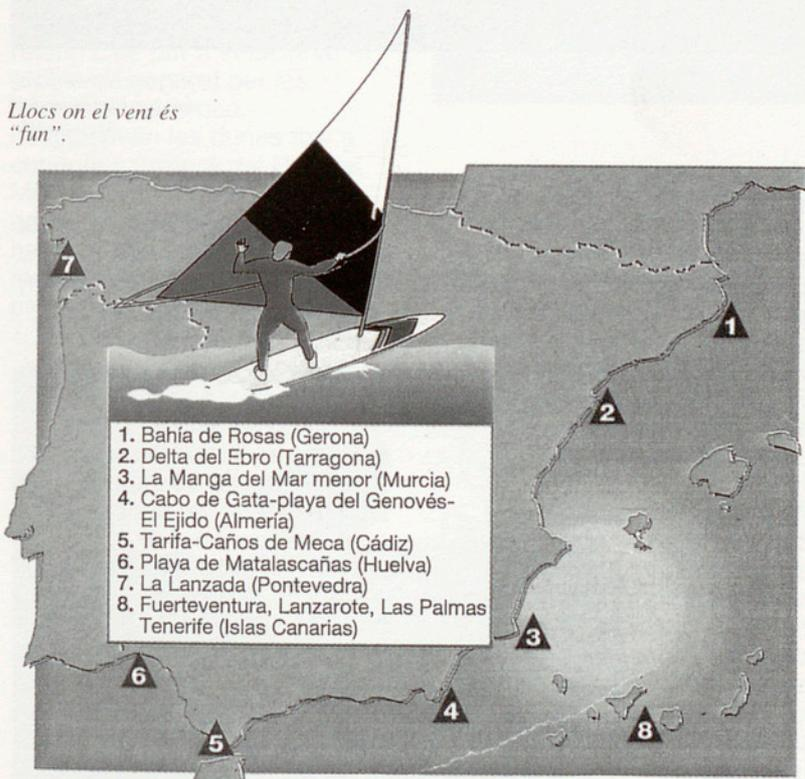 Llocs on el vent és
“fun”.
7
1
2
1. Bahía de Rosas (Gerona)
2. Delta del Ebro (Tarragona)
3. La Manga del Mar menor (Murcia)
4. Cabo de Gata-playa del Genovés-
El Ejido (Almería)
5. Tarifa-Caños de Meca (Cádiz)
6. Playa de Matalascañas (Huelva)
7. La Lanzada (Pontevedra)
8. Fuerteventura, Lanzarote, Las Palmas
Tenerife (Islas Canarias)
3
6
4
8
5